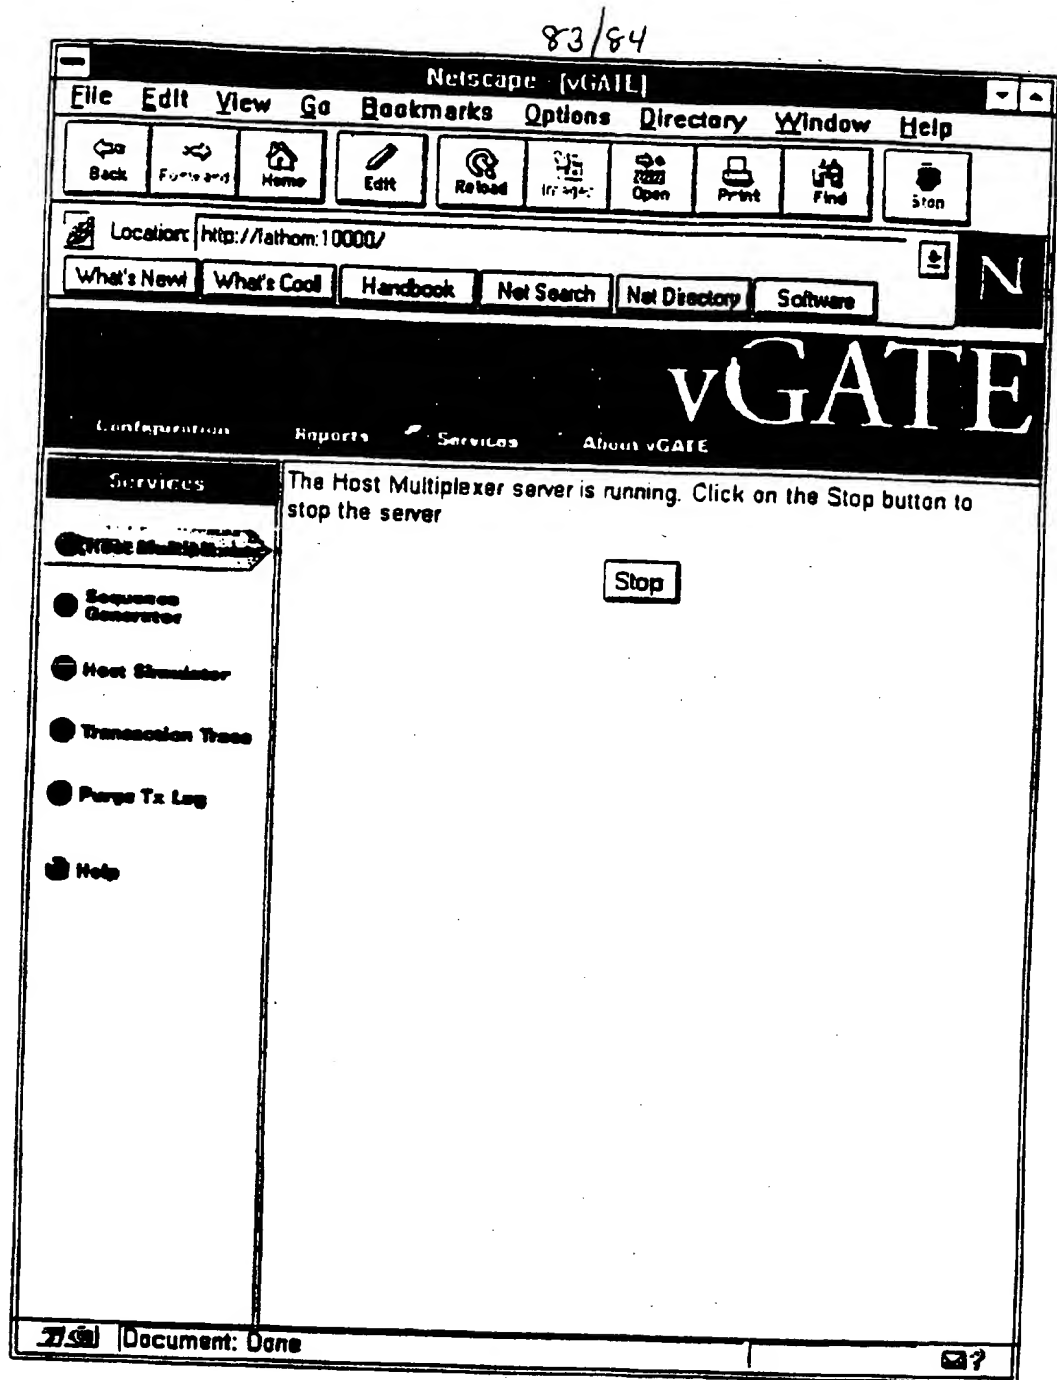 83/84
Netscape - [vGATE]
File Edit View Go Bookmarks Options Directory Window Help
Back Forward Home Edit Reload Images Open Print Find Stop
Location: http://fathom:10000/
What's New! What's Cool! Handbook Net Search Net Directory Software
N
vGATE
Configuration Reports Services About vGATE
Services
The Host Multiplexer server is running. Click on the Stop button to
stop the server
Host Multiplexer
Stop
Sequence
Generator
Host Simulator
Transaction Trace
Purge Tx Log
Help
Document: Done
?